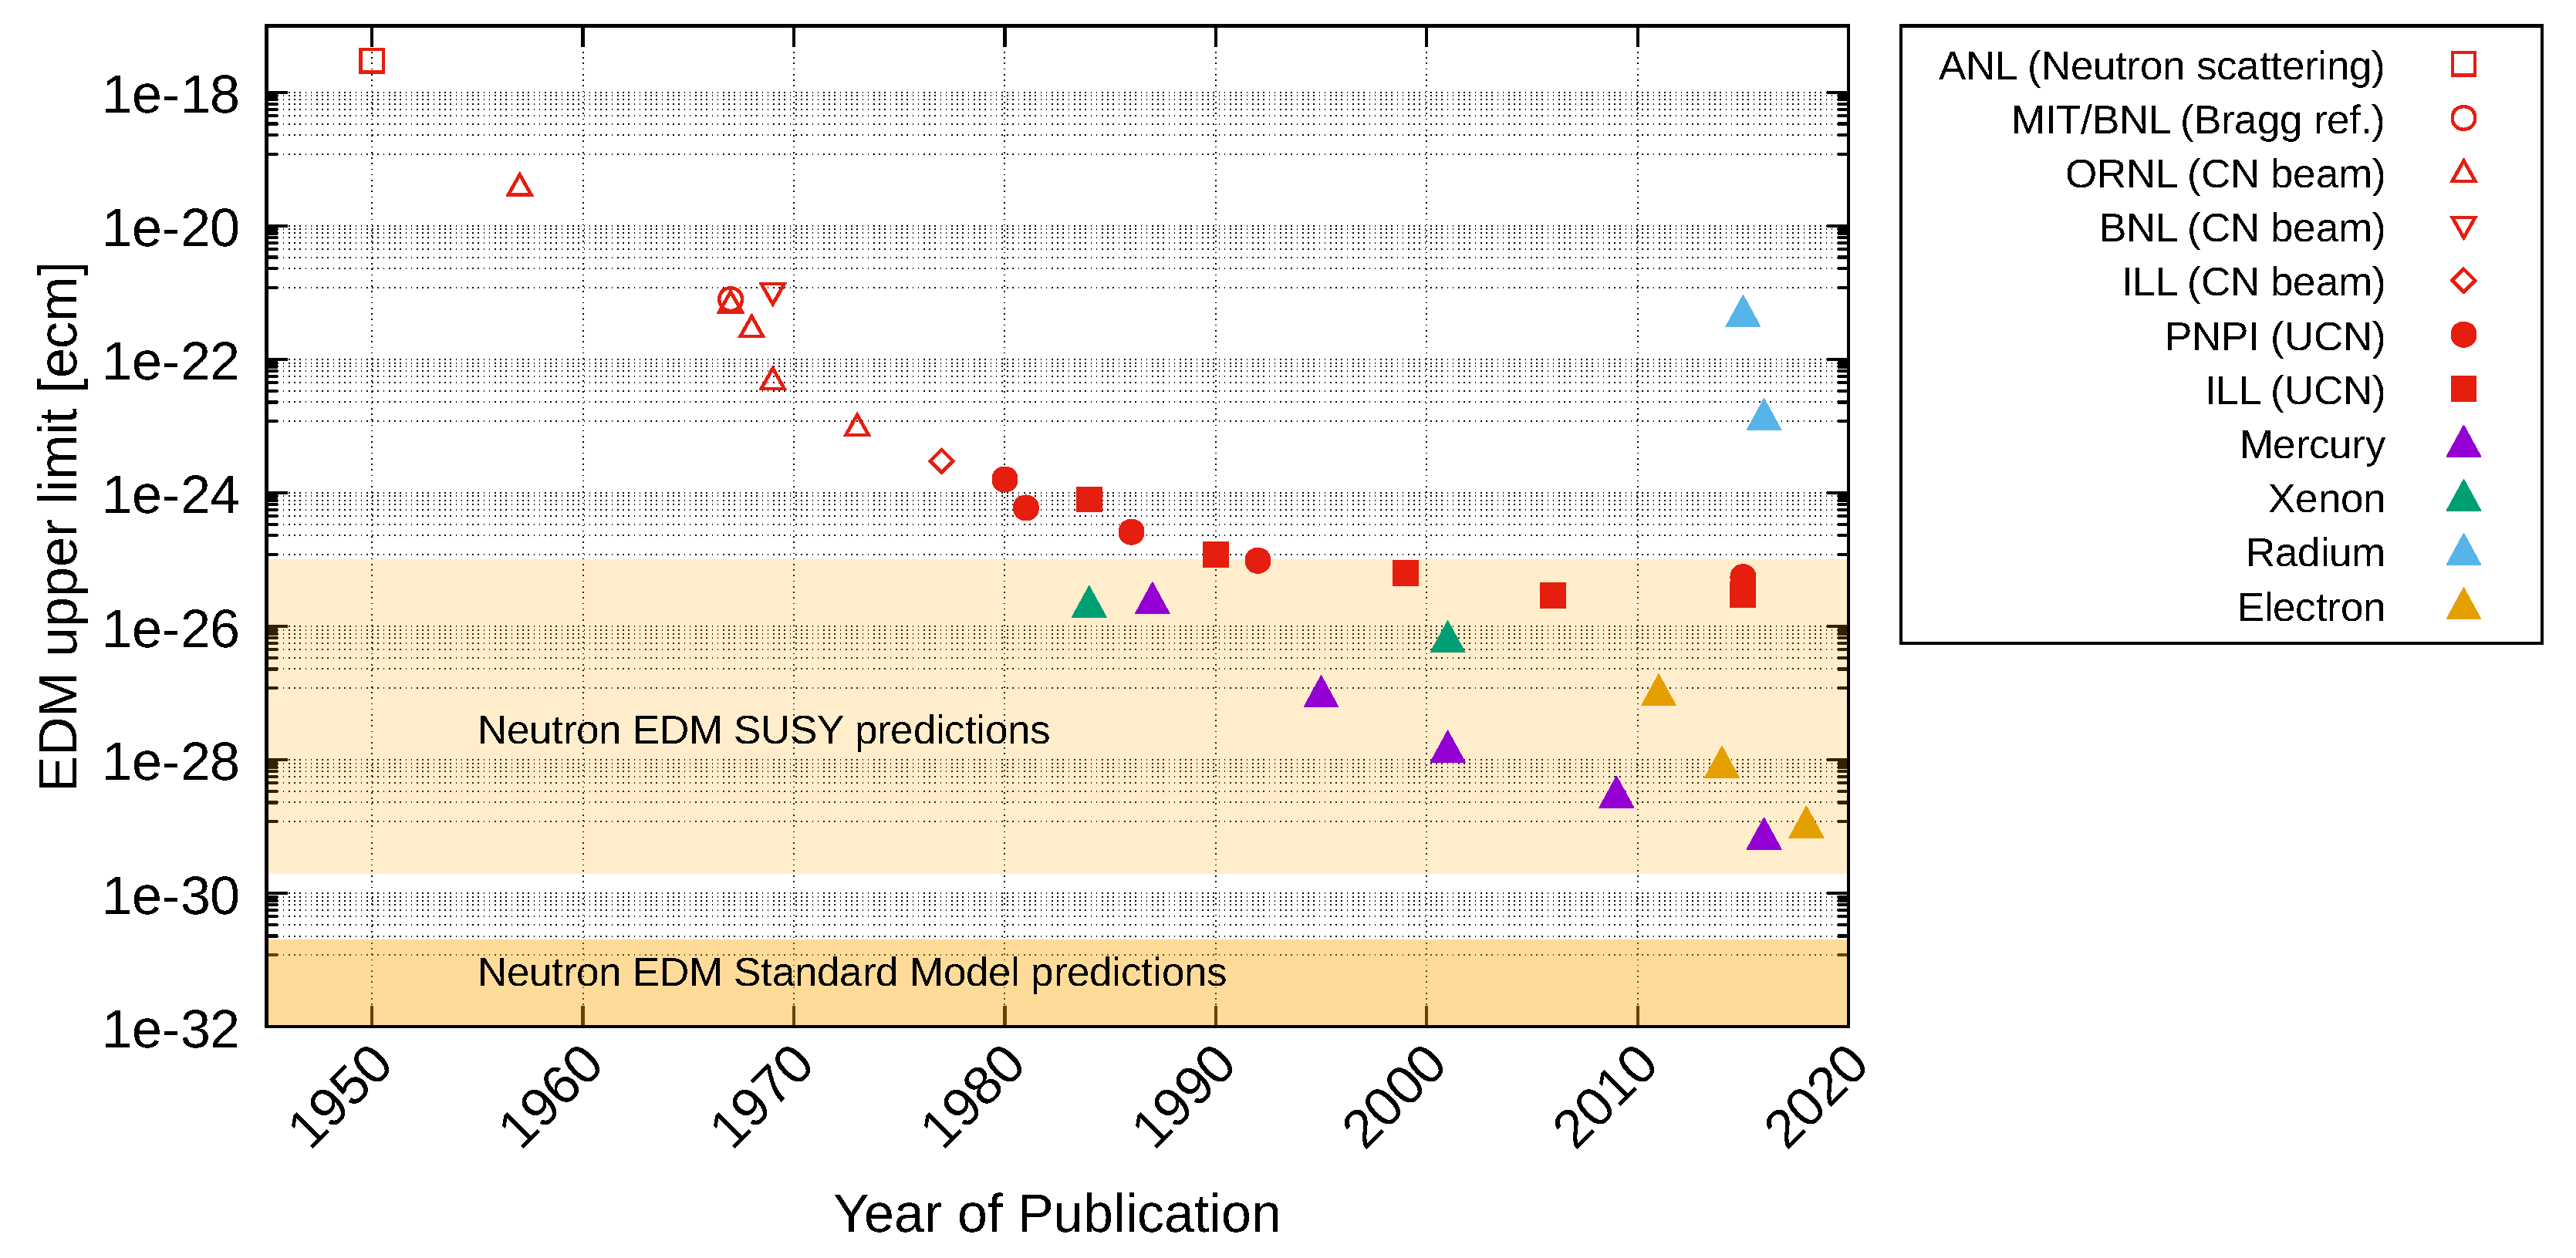 EDM upper limit [ecm]
1e-18
1e-20
1e-22
1e-24
1e-26
1e-28
1e-30
1e-32
Neutron EDM SUSY predictions
Neutron EDM Standard Model predictions
1950
1960
1970
1980
1990
2000
2010
2020
Year of Publication
ANL (Neutron scattering)
MIT/BNL (Bragg ref.)
ORNL (CN beam)
BNL (CN beam)
ILL (CN beam)
PNPI (UCN)
ILL (UCN)
Mercury
Xenon
Radium
Electron